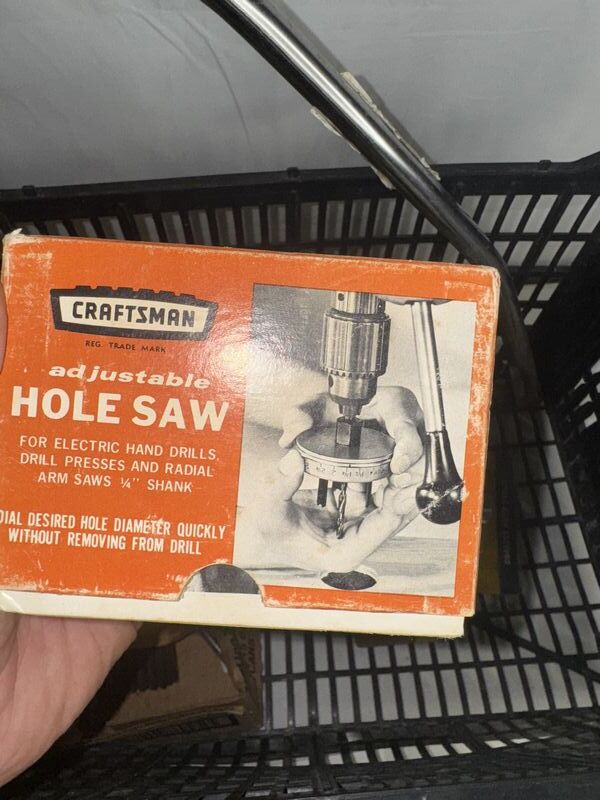 CRAFTSMAN
REG. TRADE MARK
adjustable
HOLE SAW
FOR ELECTRIC HAND DRILLS,
DRILL PRESSES AND RADIAL
ARM SAWS ¼" SHANK
DIAL DESIRED HOLE DIAMETER QUICKLY
WITHOUT REMOVING FROM DRILL